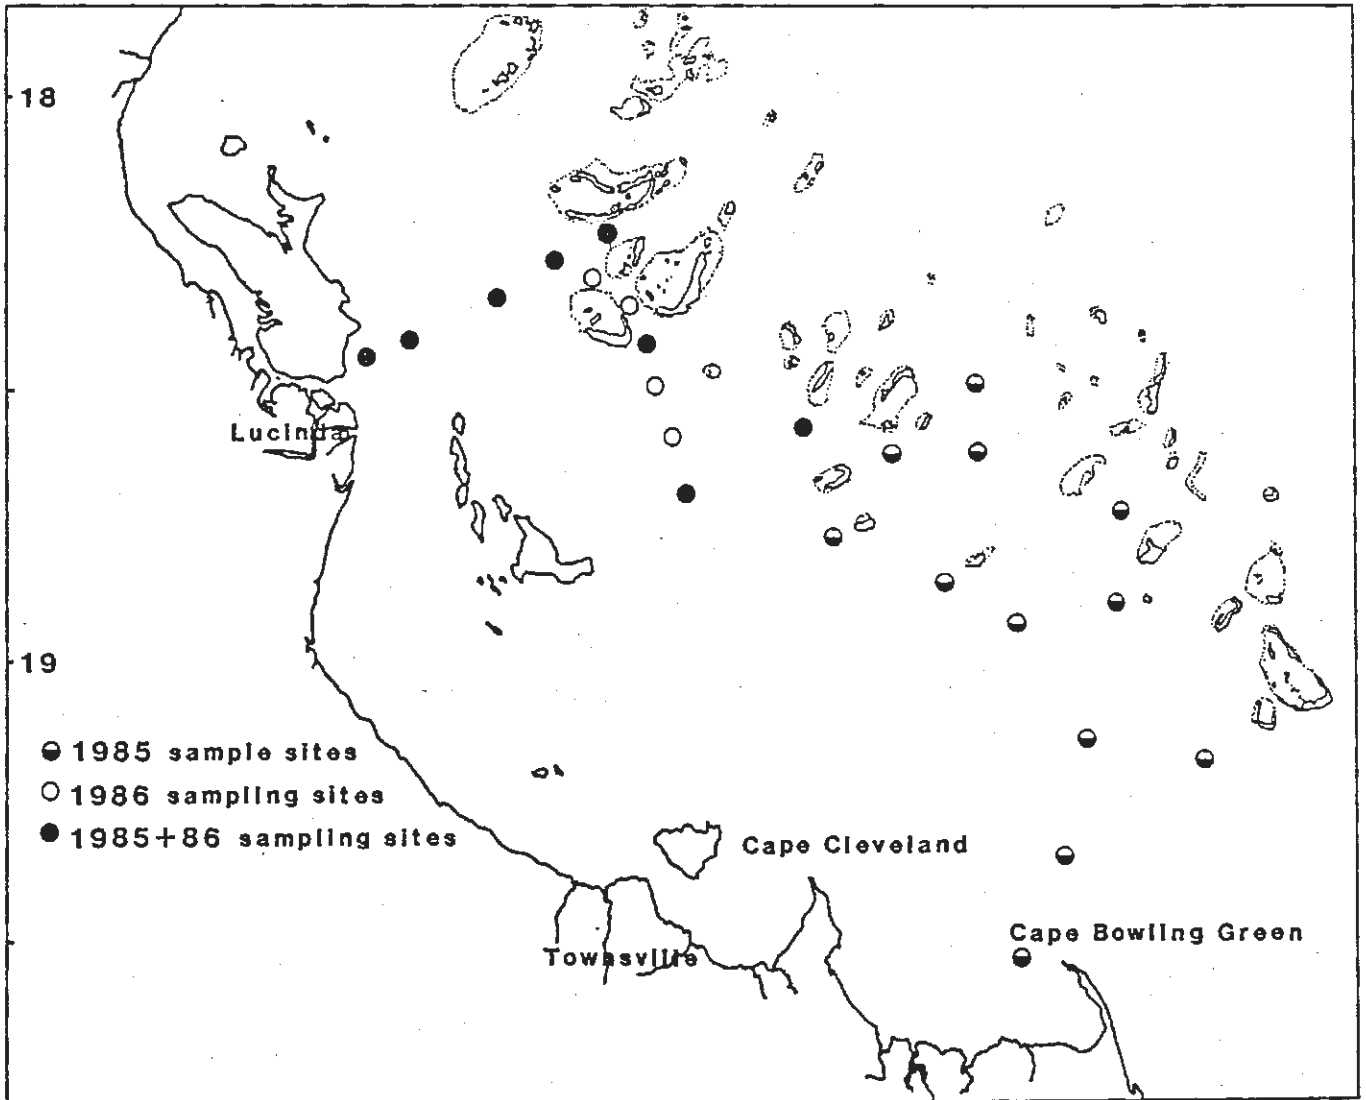 18
Lucinda
19
1985 sample sites
1986 sampling sites
1985+86 sampling sites
Cape Cleveland
Cape Bowling Green
Townsville